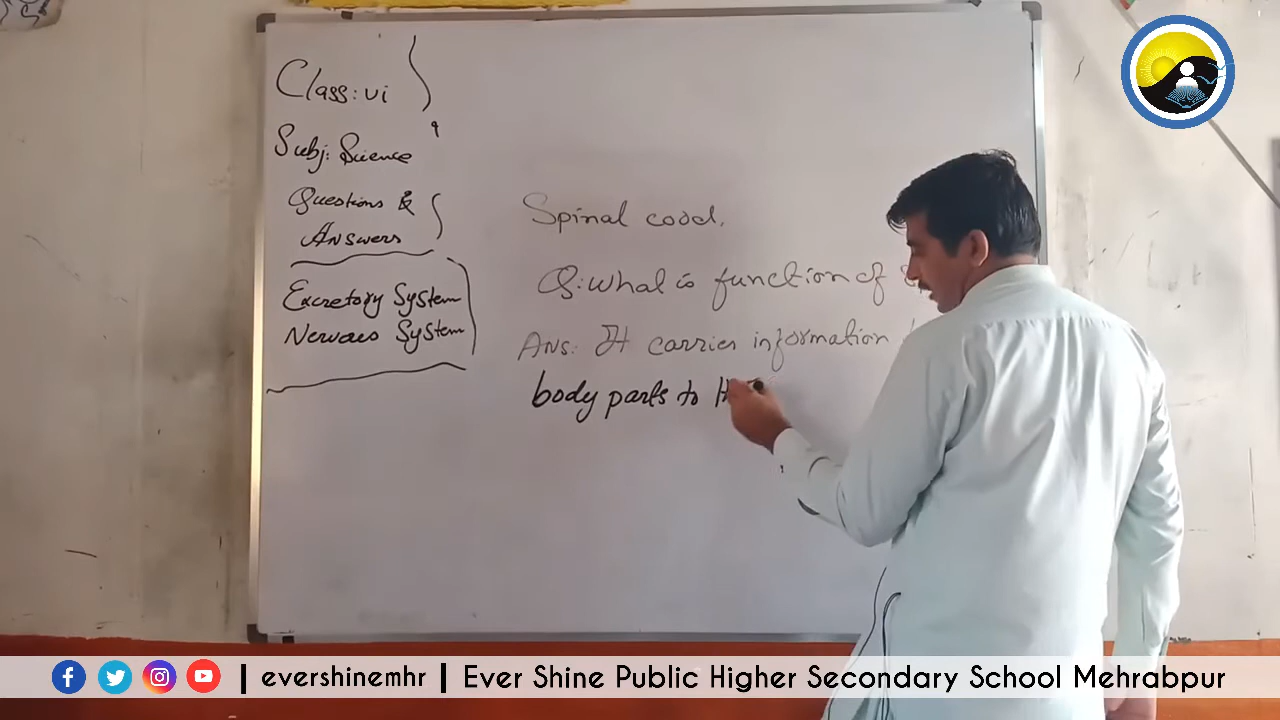 Class: vi
Subj: Science
Questions &
Answers
Excretory System
Nervous System
Spinal cord.
Q: what is function of
Ans: It carries information
body parts to
| evershinemhr | Ever Shine Public Higher Secondary School Mehrabpur